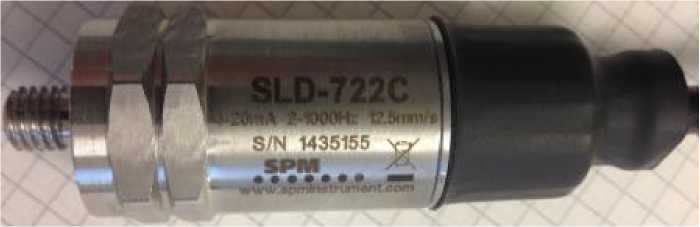 SLD-722C
-20mA 2-1000Hz 12.5mm/s
S/N 1435155
SPM
www.spminstrument.com